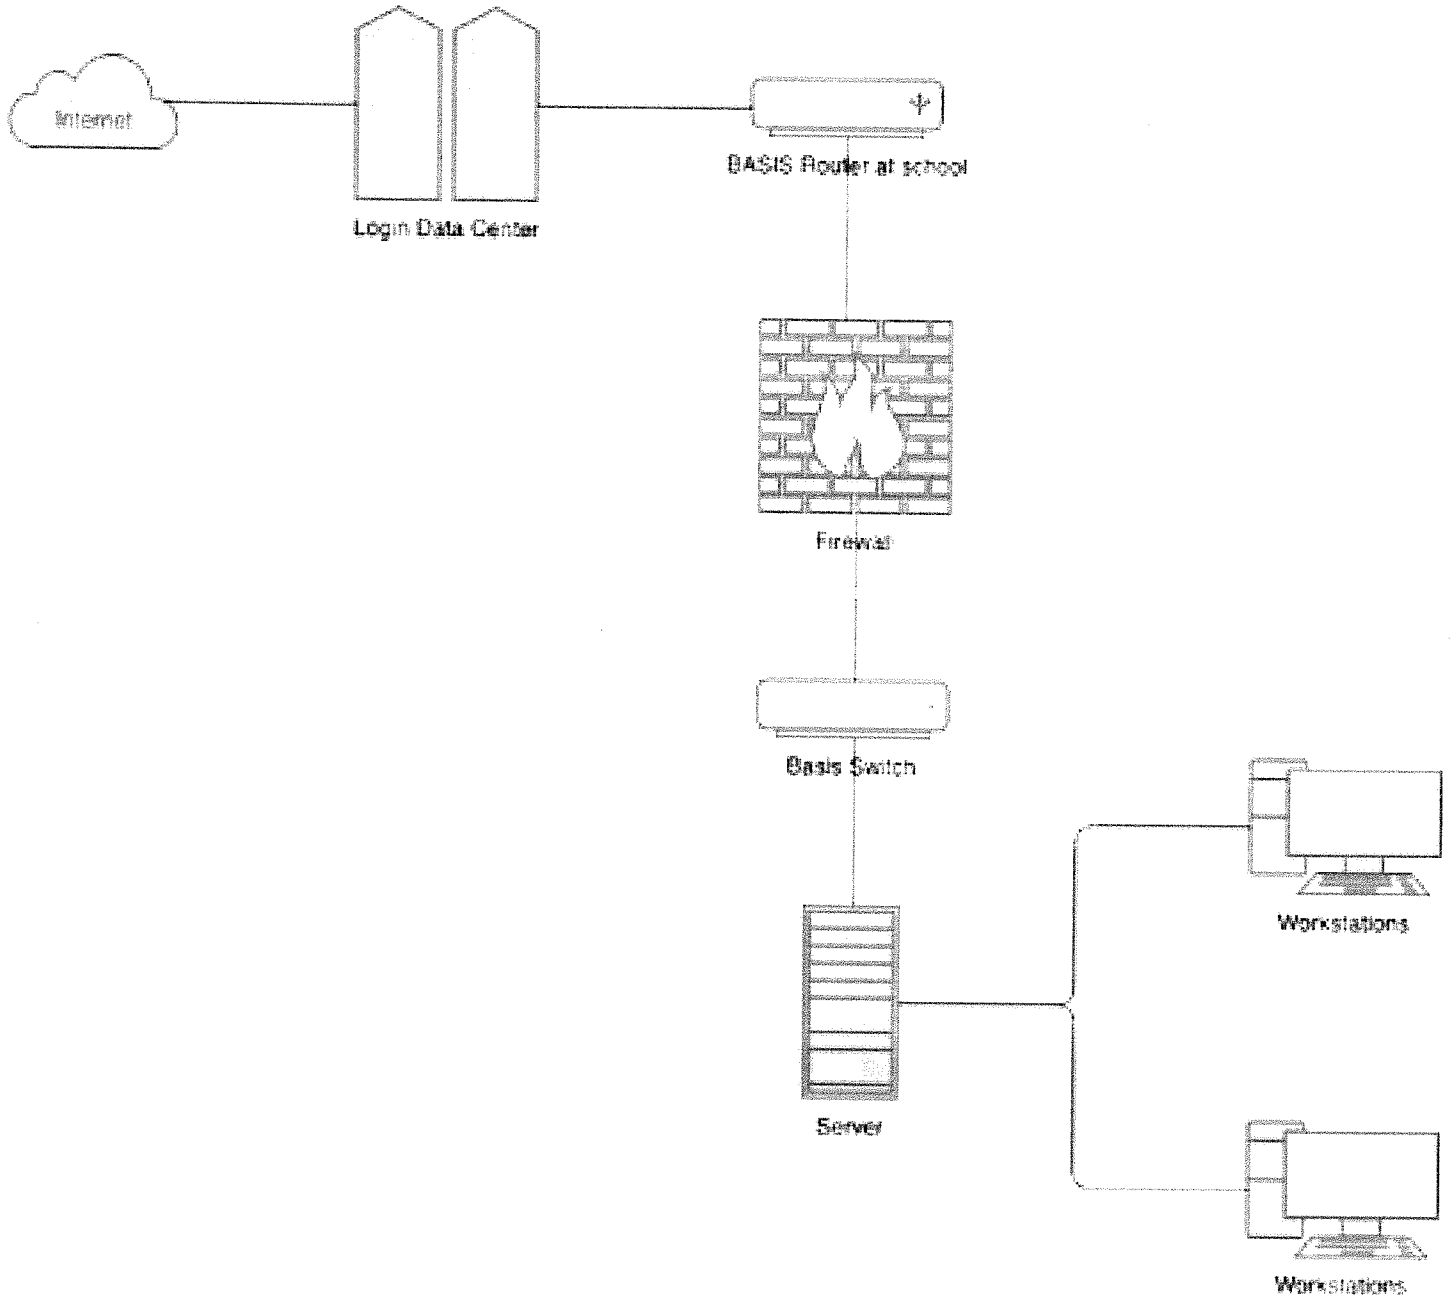 Internet
Login Data Center
BASIS Router at school
Firewall
Basis Switch
Workstations
Server
Workstations